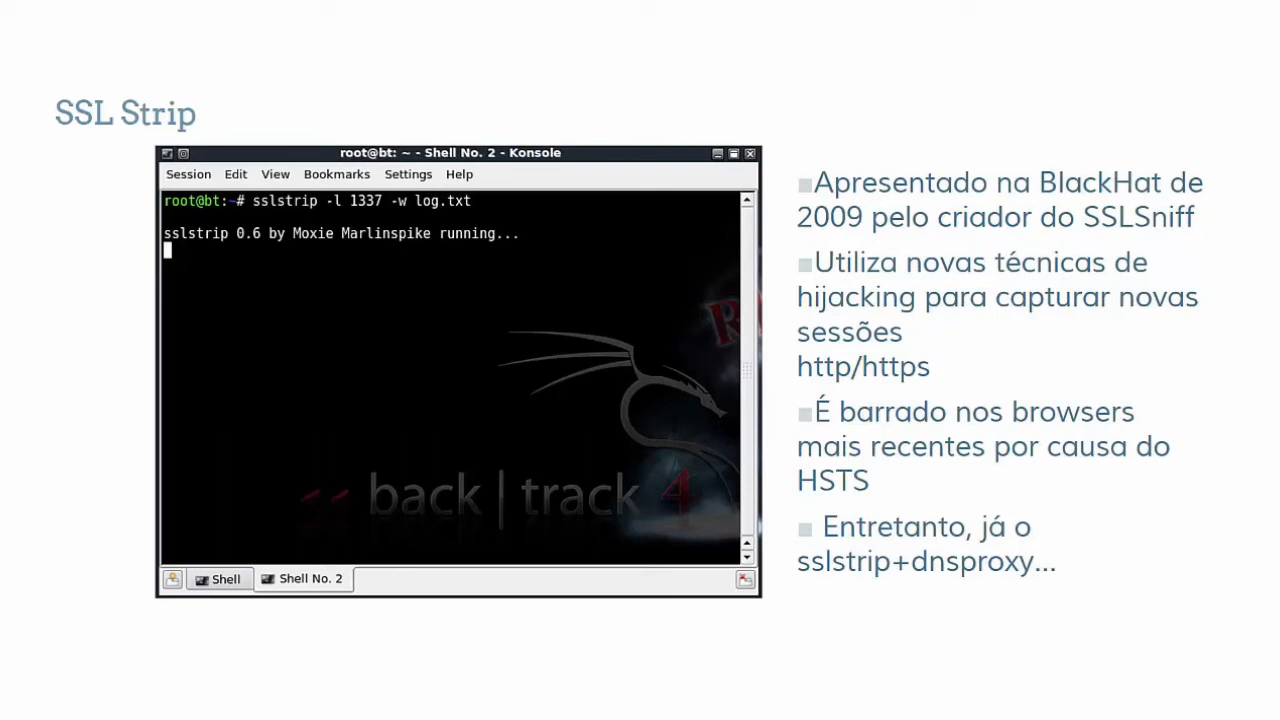 SSL Strip
root@bt: ~ - Shell No. 2 - Konsole
Session Edit View Bookmarks Settings Help
root@bt:~# sslstrip -l 1337 -w log.txt
sslstrip 0.6 by Moxie Marlinspike running...
<< back | track 4
Shell Shell No. 2
Apresentado na BlackHat de
2009 pelo criador do SSLSniff
Utiliza novas técnicas de
hijacking para capturar novas
sessões
http/https
É barrado nos browsers
mais recentes por causa do
HSTS
Entretanto, já o
sslstrip+dnsproxy...